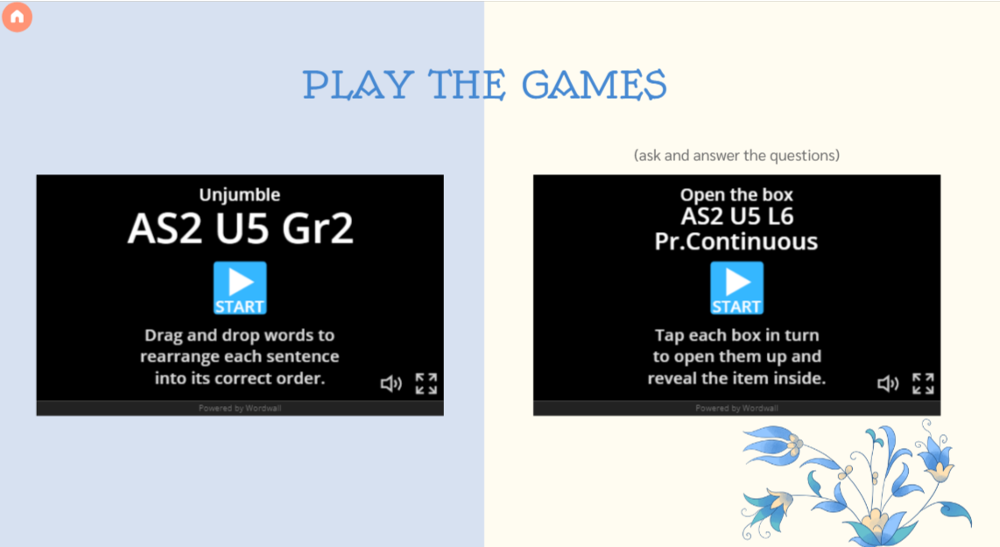 PLAY THE GAMES
Unjumble
AS2 U5 Gr2
START
Drag and drop words to
rearrange each sentence
into its correct order.
Powered by Wordwall
(ask and answer the questions)
Open the box
AS2 U5 L6
Pr.Continuous
START
Tap each box in turn
to open them up and
reveal the item inside.
Powered by Wordwall